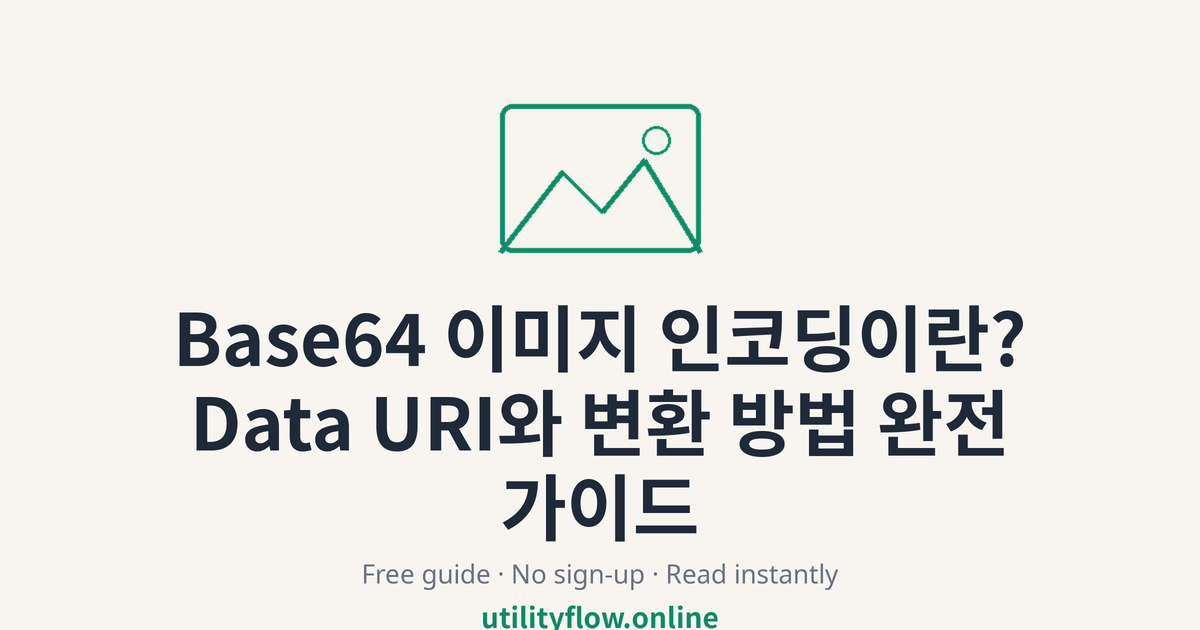 Base64 이미지 인코딩이란?
Data URI와 변환 방법 완전
가이드
Free guide · No sign-up · Read instantly
utilityflow.online